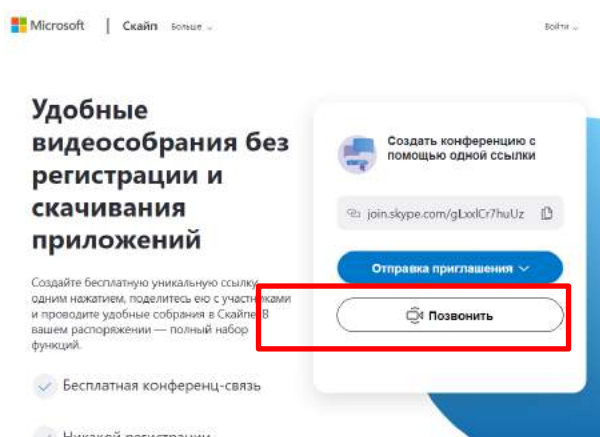 Microsoft | Скайп Больше
Войти
Удобные
видеособрания без
регистрации и
скачивания
приложений
Создайте бесплатную уникальную ссылку
одним нажатием, поделитесь ею с участниками
и проводите удобные собрания в Скайпе. В
вашем распоряжении — полный набор
функций.
Бесплатная конференц-связь
Никакой регистрации
Создать конференцию с
помощью одной ссылки
join.skype.com/gLxxlCr7huUz
Отправка приглашения
Позвонить